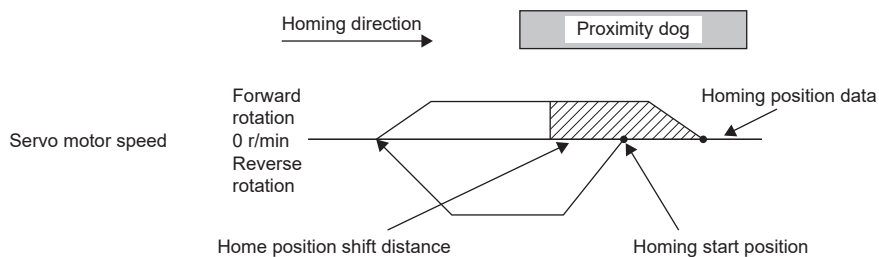 Homing direction
Proximity dog
Forward
rotation
Homing position data
Servo motor speed
0 r/min
Reverse
rotation
Home position shift distance
Homing start position